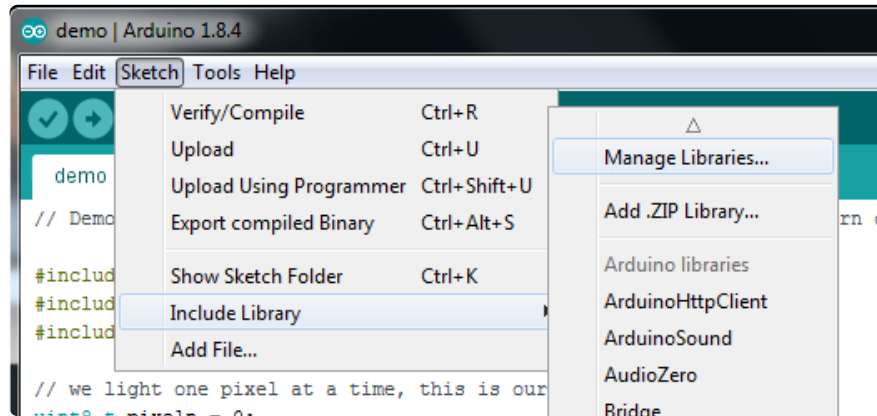 demo | Arduino 1.8.4
File Edit Sketch Tools Help
Verify/Compile Ctrl+R
Upload Ctrl+U
Upload Using Programmer Ctrl+Shift+U
Export compiled Binary Ctrl+Alt+S
Show Sketch Folder Ctrl+K
Include Library
Add File...
Manage Libraries...
Add .ZIP Library...
Arduino libraries
ArduinoHttpClient
ArduinoSound
AudioZero
Bridge
demo
// Demo
#includ
#includ
#includ
// we light one pixel at a time, this is our
uint8_t pixeln = 0;